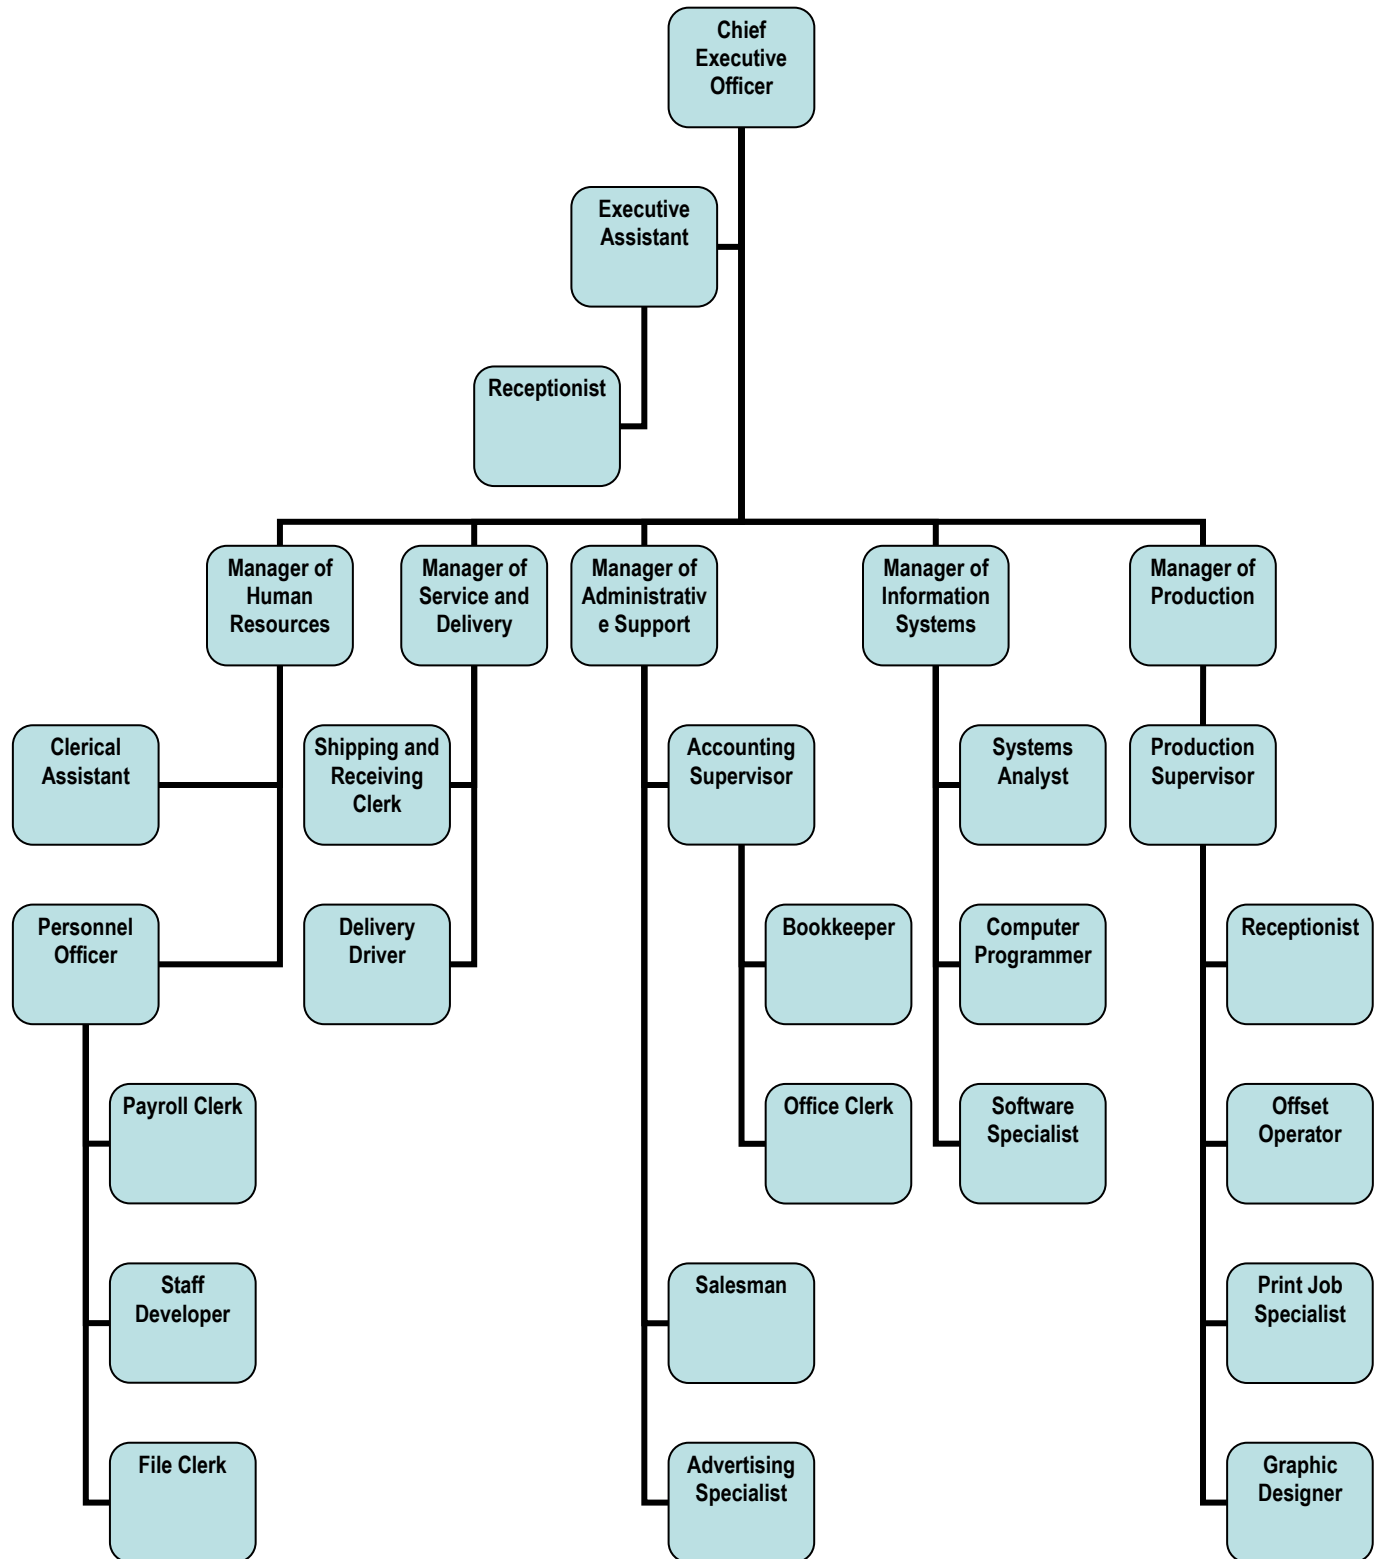 Chief
Executive
Officer
Executive
Assistant
Receptionist
Manager of
Human
Resources
Manager of
Service and
Delivery
Manager of
Administrativ
e Support
Manager of
Information
Systems
Manager of
Production
Clerical
Assistant
Shipping and
Receiving
Clerk
Accounting
Supervisor
Systems
Analyst
Production
Supervisor
Personnel
Officer
Delivery
Driver
Bookkeeper
Computer
Programmer
Receptionist
Payroll Clerk
Office Clerk
Software
Specialist
Offset
Operator
Staff
Developer
Salesman
Print Job
Specialist
File Clerk
Advertising
Specialist
Graphic
Designer